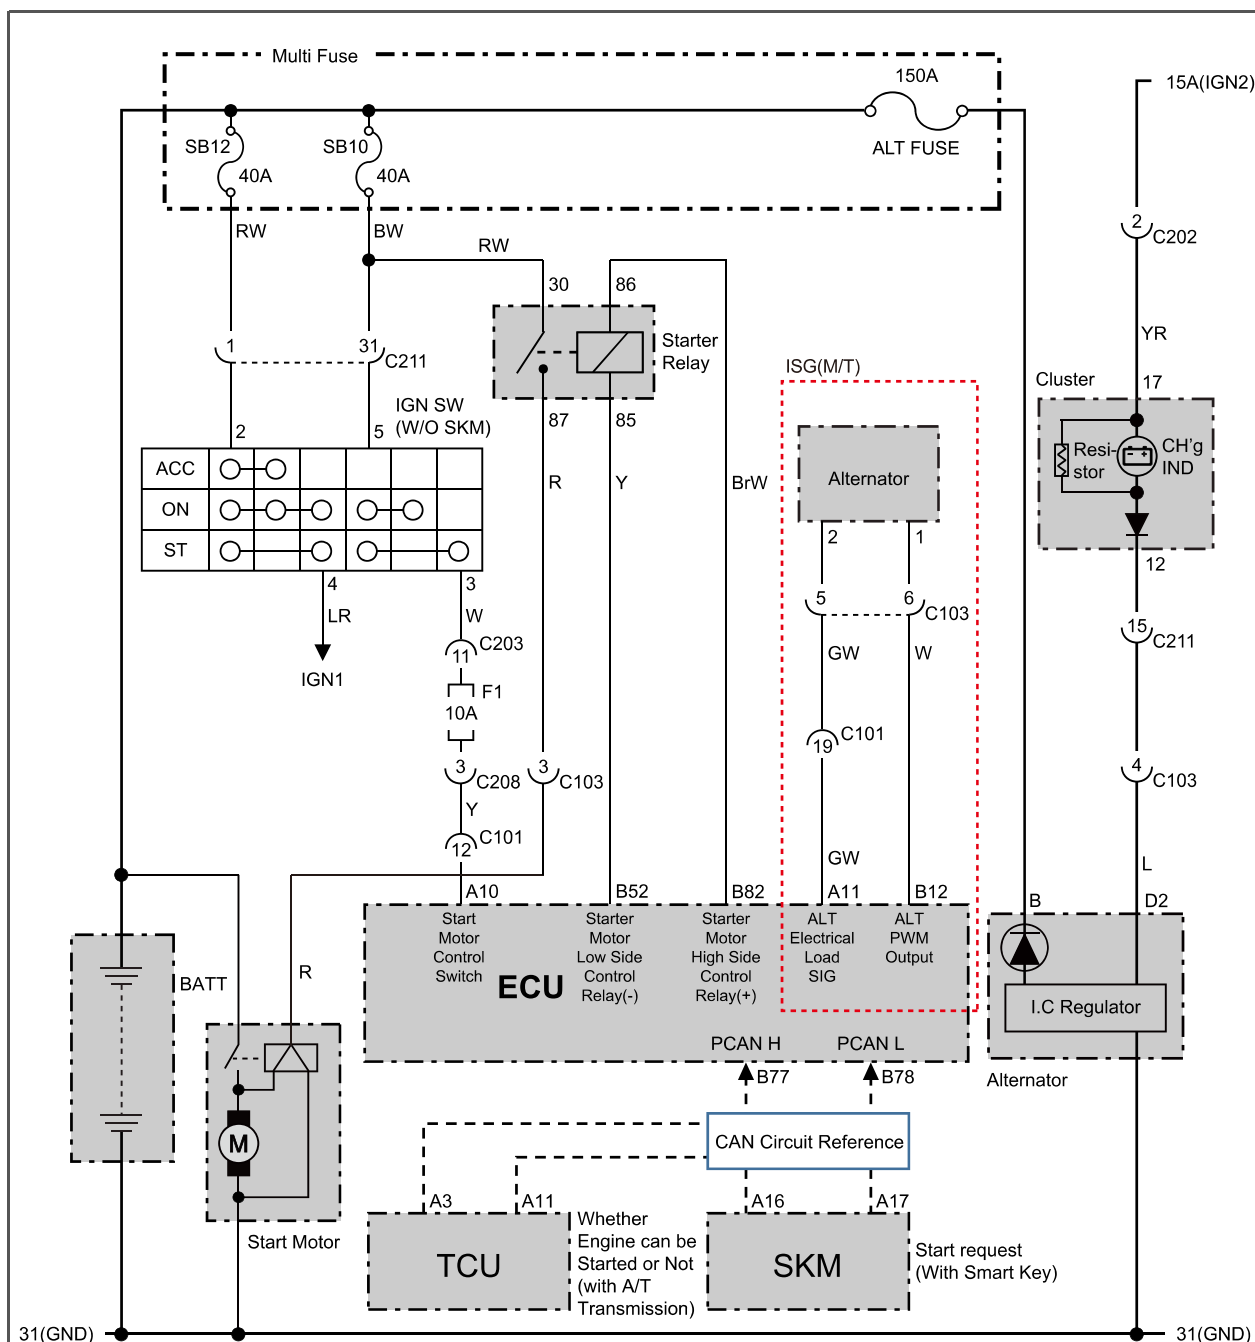 Multi Fuse
150A
15A(IGN2)
SB12
SB10
ALT FUSE
40A
40A
RW
BW
2
C202
RW
30
86
1
31
C211
Starter
Relay
YR
ISG(M/T)
Cluster
17
IGN SW
(W/O SKM)
2
5
87
85
ACC
ON
ST
R
Y
BrW
Alternator
Resi-
stor
CH'g
IND
2
1
12
4
3
LR
W
5
6
C103
15
C211
IGN1
11
C203
GW
W
F1
10A
19
C101
3
C208
3
C103
4
C103
Y
12
C101
GW
L
A10
B52
B82
A11
B12
B
D2
Start
Motor
Control
Switch
Starter
Motor
Low Side
Control
Relay(-)
Starter
Motor
High Side
Control
Relay(+)
ALT
Electrical
Load
SIG
ALT
PWM
Output
ECU
BATT
R
I.C Regulator
PCAN H
PCAN L
B77
B78
Alternator
M
CAN Circuit Reference
A3
A11
A16
A17
Start Motor
TCU
Whether
Engine can be
Started or Not
(with A/T
Transmission)
SKM
Start request
(With Smart Key)
31(GND)
31(GND)